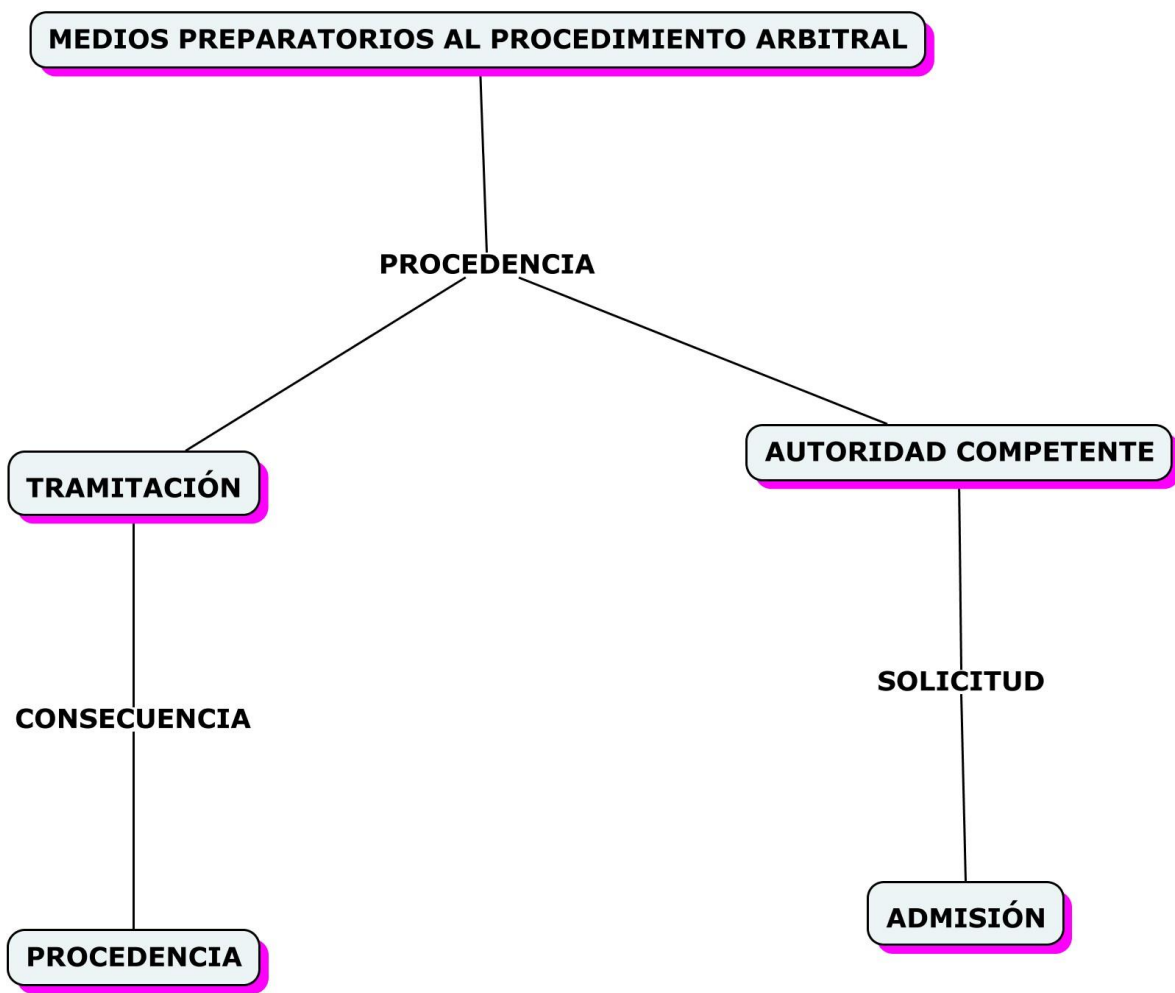 MEDIOS PREPARATORIOS AL PROCEDIMIENTO ARBITRAL
PROCEDENCIA
TRAMITACIÓN
AUTORIDAD COMPETENTE
CONSECUENCIA
SOLICITUD
PROCEDENCIA
ADMISIÓN